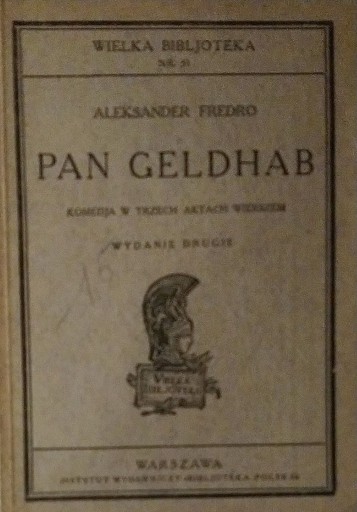 WIELKA BIBLJOTEKA
NR. 51
ALEKSANDER FREDRO
PAN GELDHAB
KOMEDJA W TRZECH AKTACH WIERSZEM
WYDANIE DRUGIE
WIELKA
BIBLJOTEKA
WARSZAWA
INSTYTUT WYDAWNICZY «BIBLJOTEKA POLSKA»